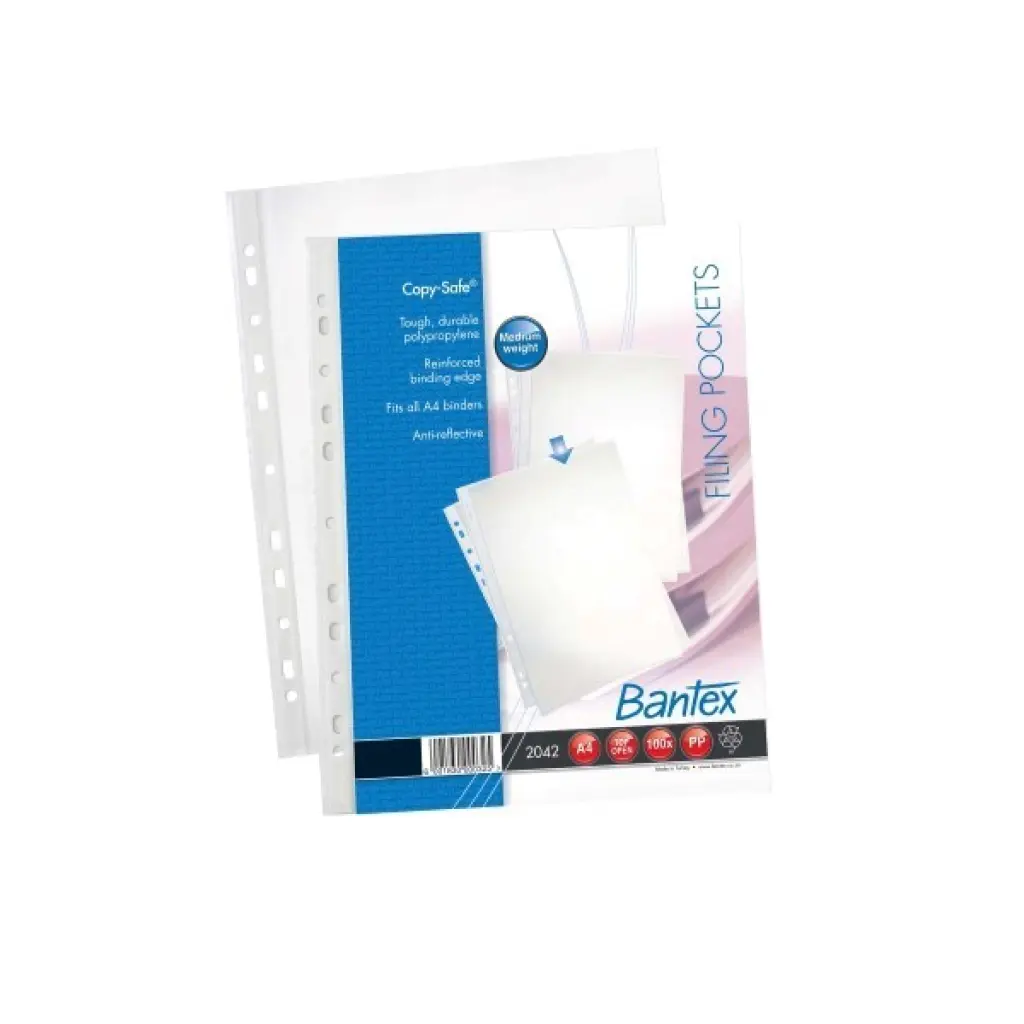 Copy-Safe®
Tough, durable
polypropylene
Reinforced
binding edge
Fits all A4 binders
Anti-reflective
Medium
weight
FILING POCKETS
Bantex
2042
A4
TOP
OPEN
100x
PP